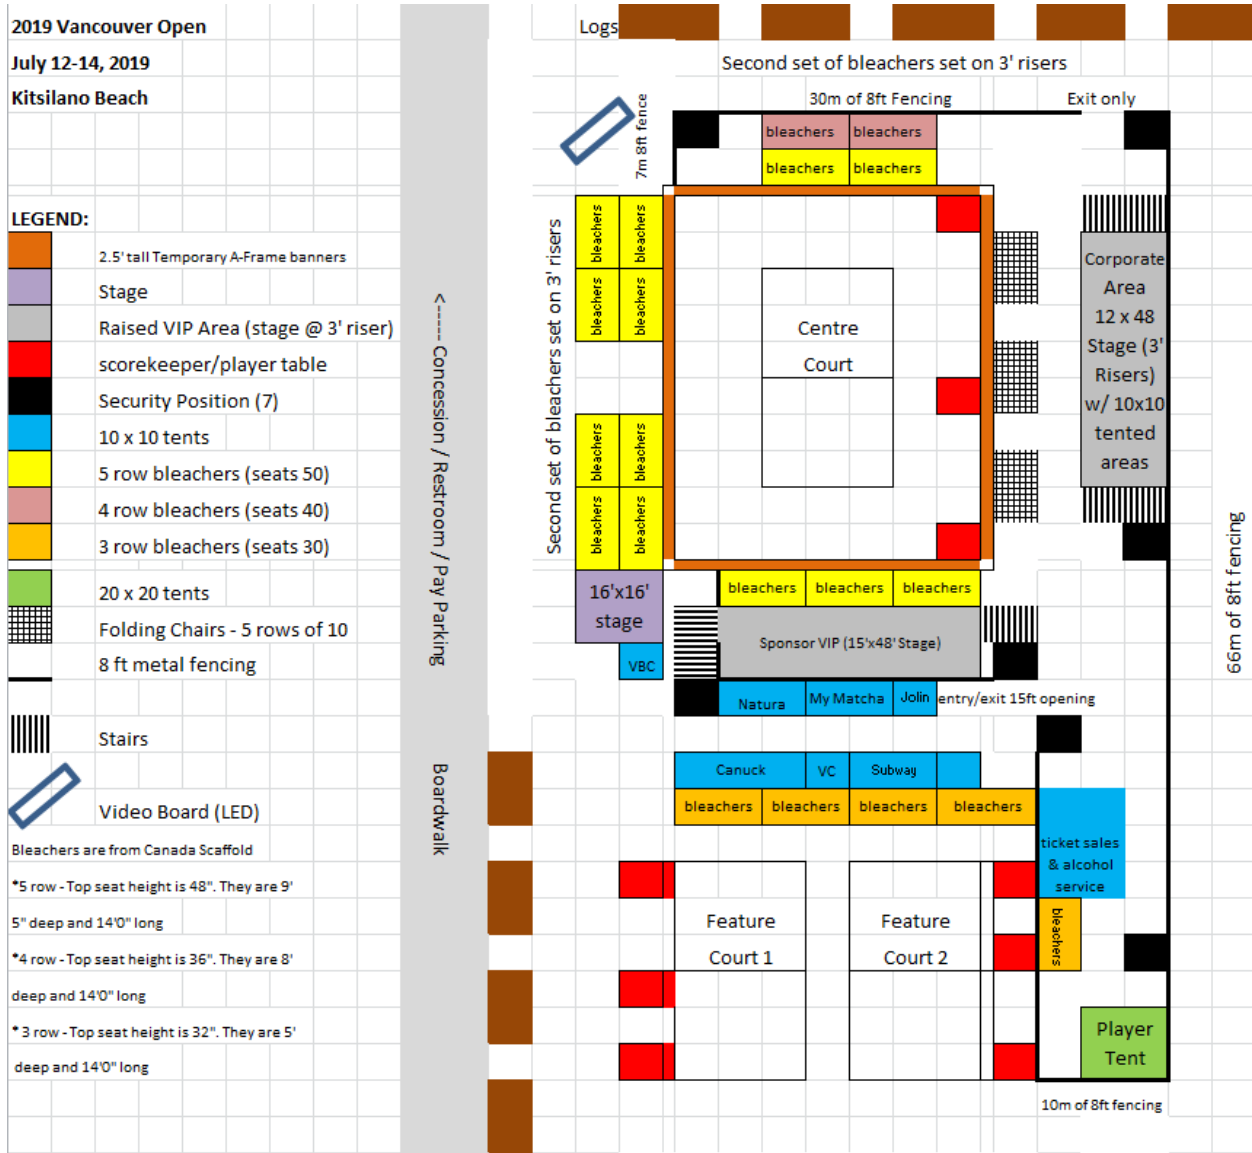 2019 Vancouver Open
July 12-14, 2019
Kitsilano Beach
LEGEND:
2.5' tall Temporary A-Frame banners
Stage
Raised VIP Area (stage @ 3' riser)
scorekeeper/player table
Security Position (7)
10 x 10 tents
5 row bleachers (seats 50)
4 row bleachers (seats 40)
3 row bleachers (seats 30)
20 x 20 tents
Folding Chairs - 5 rows of 10
8 ft metal fencing
Stairs
Video Board (LED)
Bleachers are from Canada Scaffold
*5 row - Top seat height is 48". They are 9'
5" deep and 14'0" long
*4 row - Top seat height is 36". They are 8'
deep and 14'0" long
* 3 row - Top seat height is 32". They are 5'
deep and 14'0" long
<----- Concession / Restroom / Pay Parking
Boardwalk
Logs
Second set of bleachers set on 3' risers
30m of 8ft Fencing
Exit only
7m 8ft fence
bleachers
bleachers
bleachers
bleachers
Second set of bleachers set on 3' risers
bleachers
bleachers
bleachers
bleachers
bleachers
bleachers
bleachers
bleachers
Centre
Court
Corporate
Area
12 x 48
Stage (3'
Risers)
w/ 10x10
tented
areas
66m of 8ft fencing
16'x16'
stage
VBC
bleachers
bleachers
bleachers
Sponsor VIP (15'x48' Stage)
Natura
My Matcha
Jolin
entry/exit 15ft opening
Canuck
VC
Subway
bleachers
bleachers
bleachers
bleachers
ticket sales
& alcohol
service
bleachers
Feature
Court 1
Feature
Court 2
Player
Tent
10m of 8ft fencing